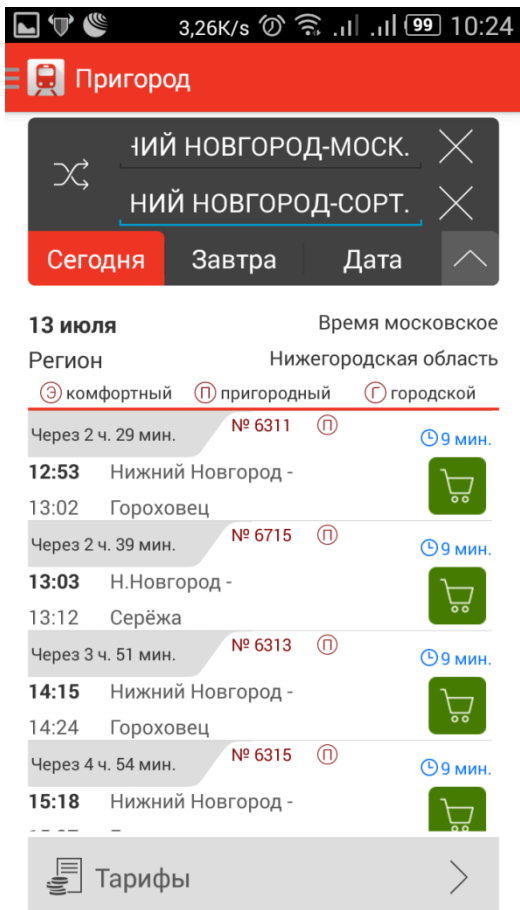 3,26K/s 99 10:24
Пригород
НИЙ НОВГОРОД-МОСК.
НИЙ НОВГОРОД-СОРТ.
Сегодня Завтра Дата
13 июля Время московское
Регион Нижегородская область
Э комфортный П пригородный Г городской
Через 2 ч. 29 мин. № 6311 П 9 мин.
12:53 Нижний Новгород -
13:02 Гороховец
Через 2 ч. 39 мин. № 6715 П 9 мин.
13:03 Н.Новгород -
13:12 Серёжа
Через 3 ч. 51 мин. № 6313 П 9 мин.
14:15 Нижний Новгород -
14:24 Гороховец
Через 4 ч. 54 мин. № 6315 П 9 мин.
15:18 Нижний Новгород -
Тарифы